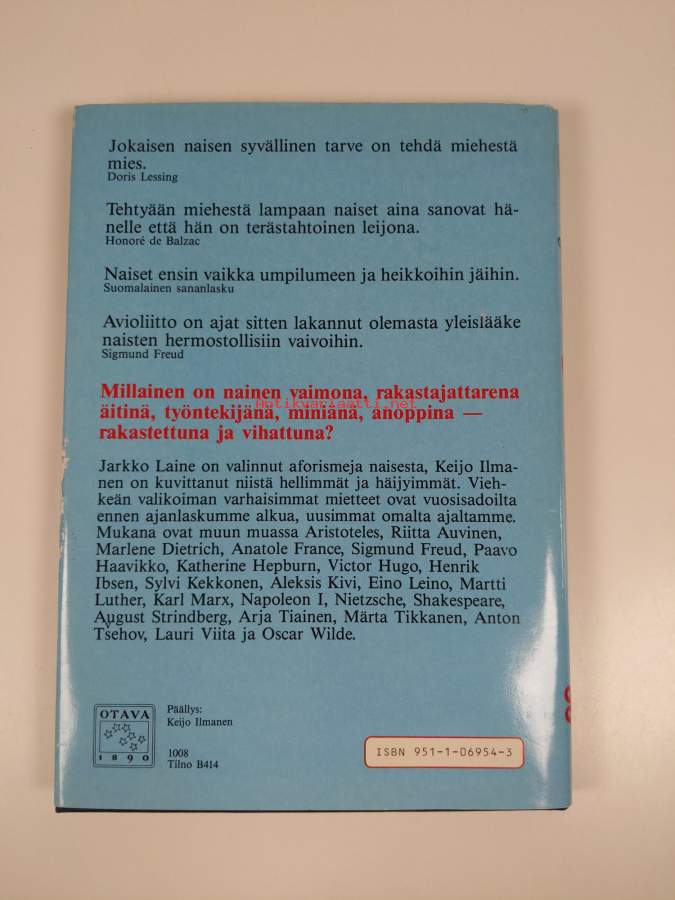 Jokaisen naisen syvällinen tarve on tehdä miehestä
mies.
Doris Lessing
Tehtyään miehestä lampaan naiset aina sanovat hä-
nelle että hän on terästahtoinen leijona.
Honoré de Balzac
Naiset ensin vaikka umpilumeen ja heikkoihin jäihin.
Suomalainen sananlasku
Avioliitto on ajat sitten lakannut olemasta yleislääke
naisten hermostollisiin vaivoihin.
Sigmund Freud
Millainen on nainen vaimona, rakastajattarena
äitinä, työntekijänä, miniänä, anoppina —
rakastettuna ja vihattuna?
antikvariaatti.net
Jarkko Laine on valinnut aforismeja naisesta, Keijo Ilma-
nen on kuvittanut niistä hellimmät ja häijyimmät. Vieh-
keän valikoiman varhaisimmat mietteet ovat vuosisadoilta
ennen ajanlaskumme alkua, uusimmat omalta ajaltamme.
Mukana ovat muun muassa Aristoteles, Riitta Auvinen,
Marlene Dietrich, Anatole France, Sigmund Freud, Paavo
Haavikko, Katherine Hepburn, Victor Hugo, Henrik
Ibsen, Sylvi Kekkonen, Aleksis Kivi, Eino Leino, Martti
Luther, Karl Marx, Napoleon I, Nietzsche, Shakespeare,
August Strindberg, Arja Tiainen, Märta Tikkanen, Anton
Tšehov, Lauri Viita ja Oscar Wilde.
OTAVA
1890
Päällys:
Keijo Ilmanen
1008
Tilno B414
ISBN 951-1-06954-3